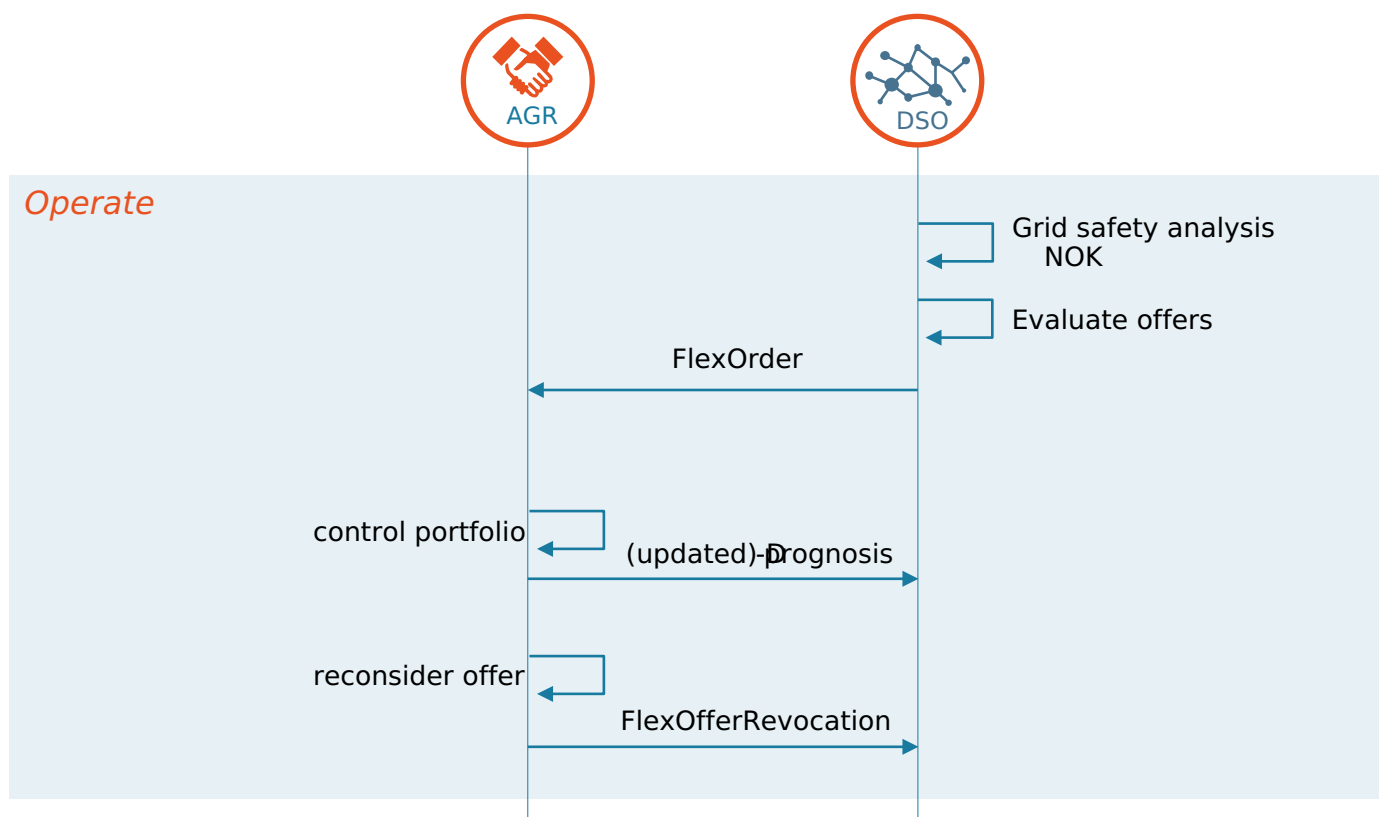 AGR
DSO
Operate
Grid safety analysis
NOK
Evaluate offers
FlexOrder
control portfolio
(updated) D-prognosis
reconsider offer
FlexOfferRevocation